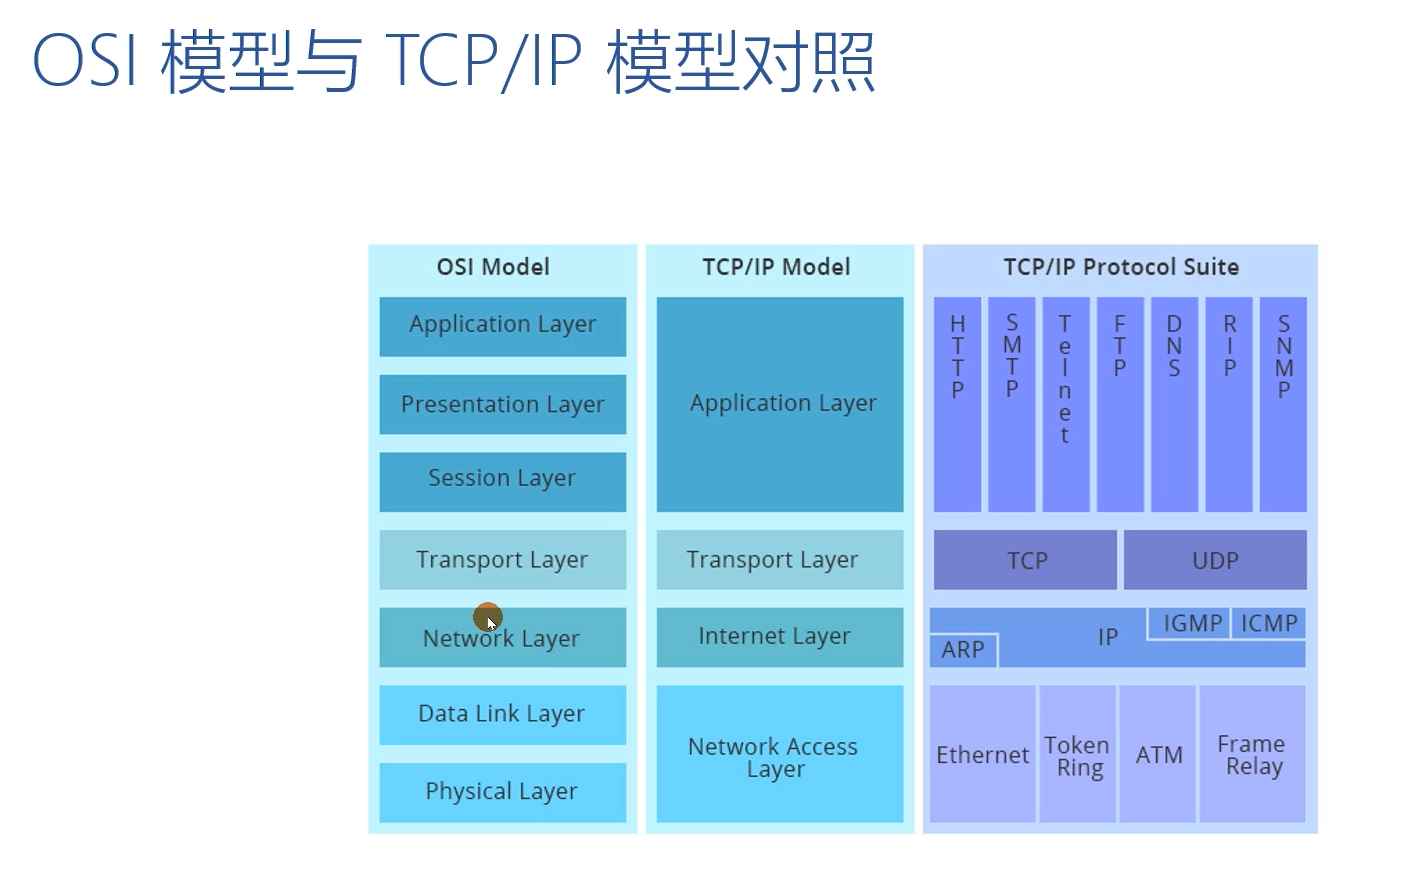 OSI 模型与 TCP/IP 模型对照
OSI Model
Application Layer
Presentation Layer
Session Layer
Transport Layer
Network Layer
Data Link Layer
Physical Layer
TCP/IP Model
Application Layer
Transport Layer
Internet Layer
Network Access
Layer
TCP/IP Protocol Suite
HTTP
SMTP
Telnet
FTP
DNS
RIP
SNMP
TCP
UDP
IP
IGMP
ICMP
ARP
Ethernet
Token
Ring
ATM
Frame
Relay